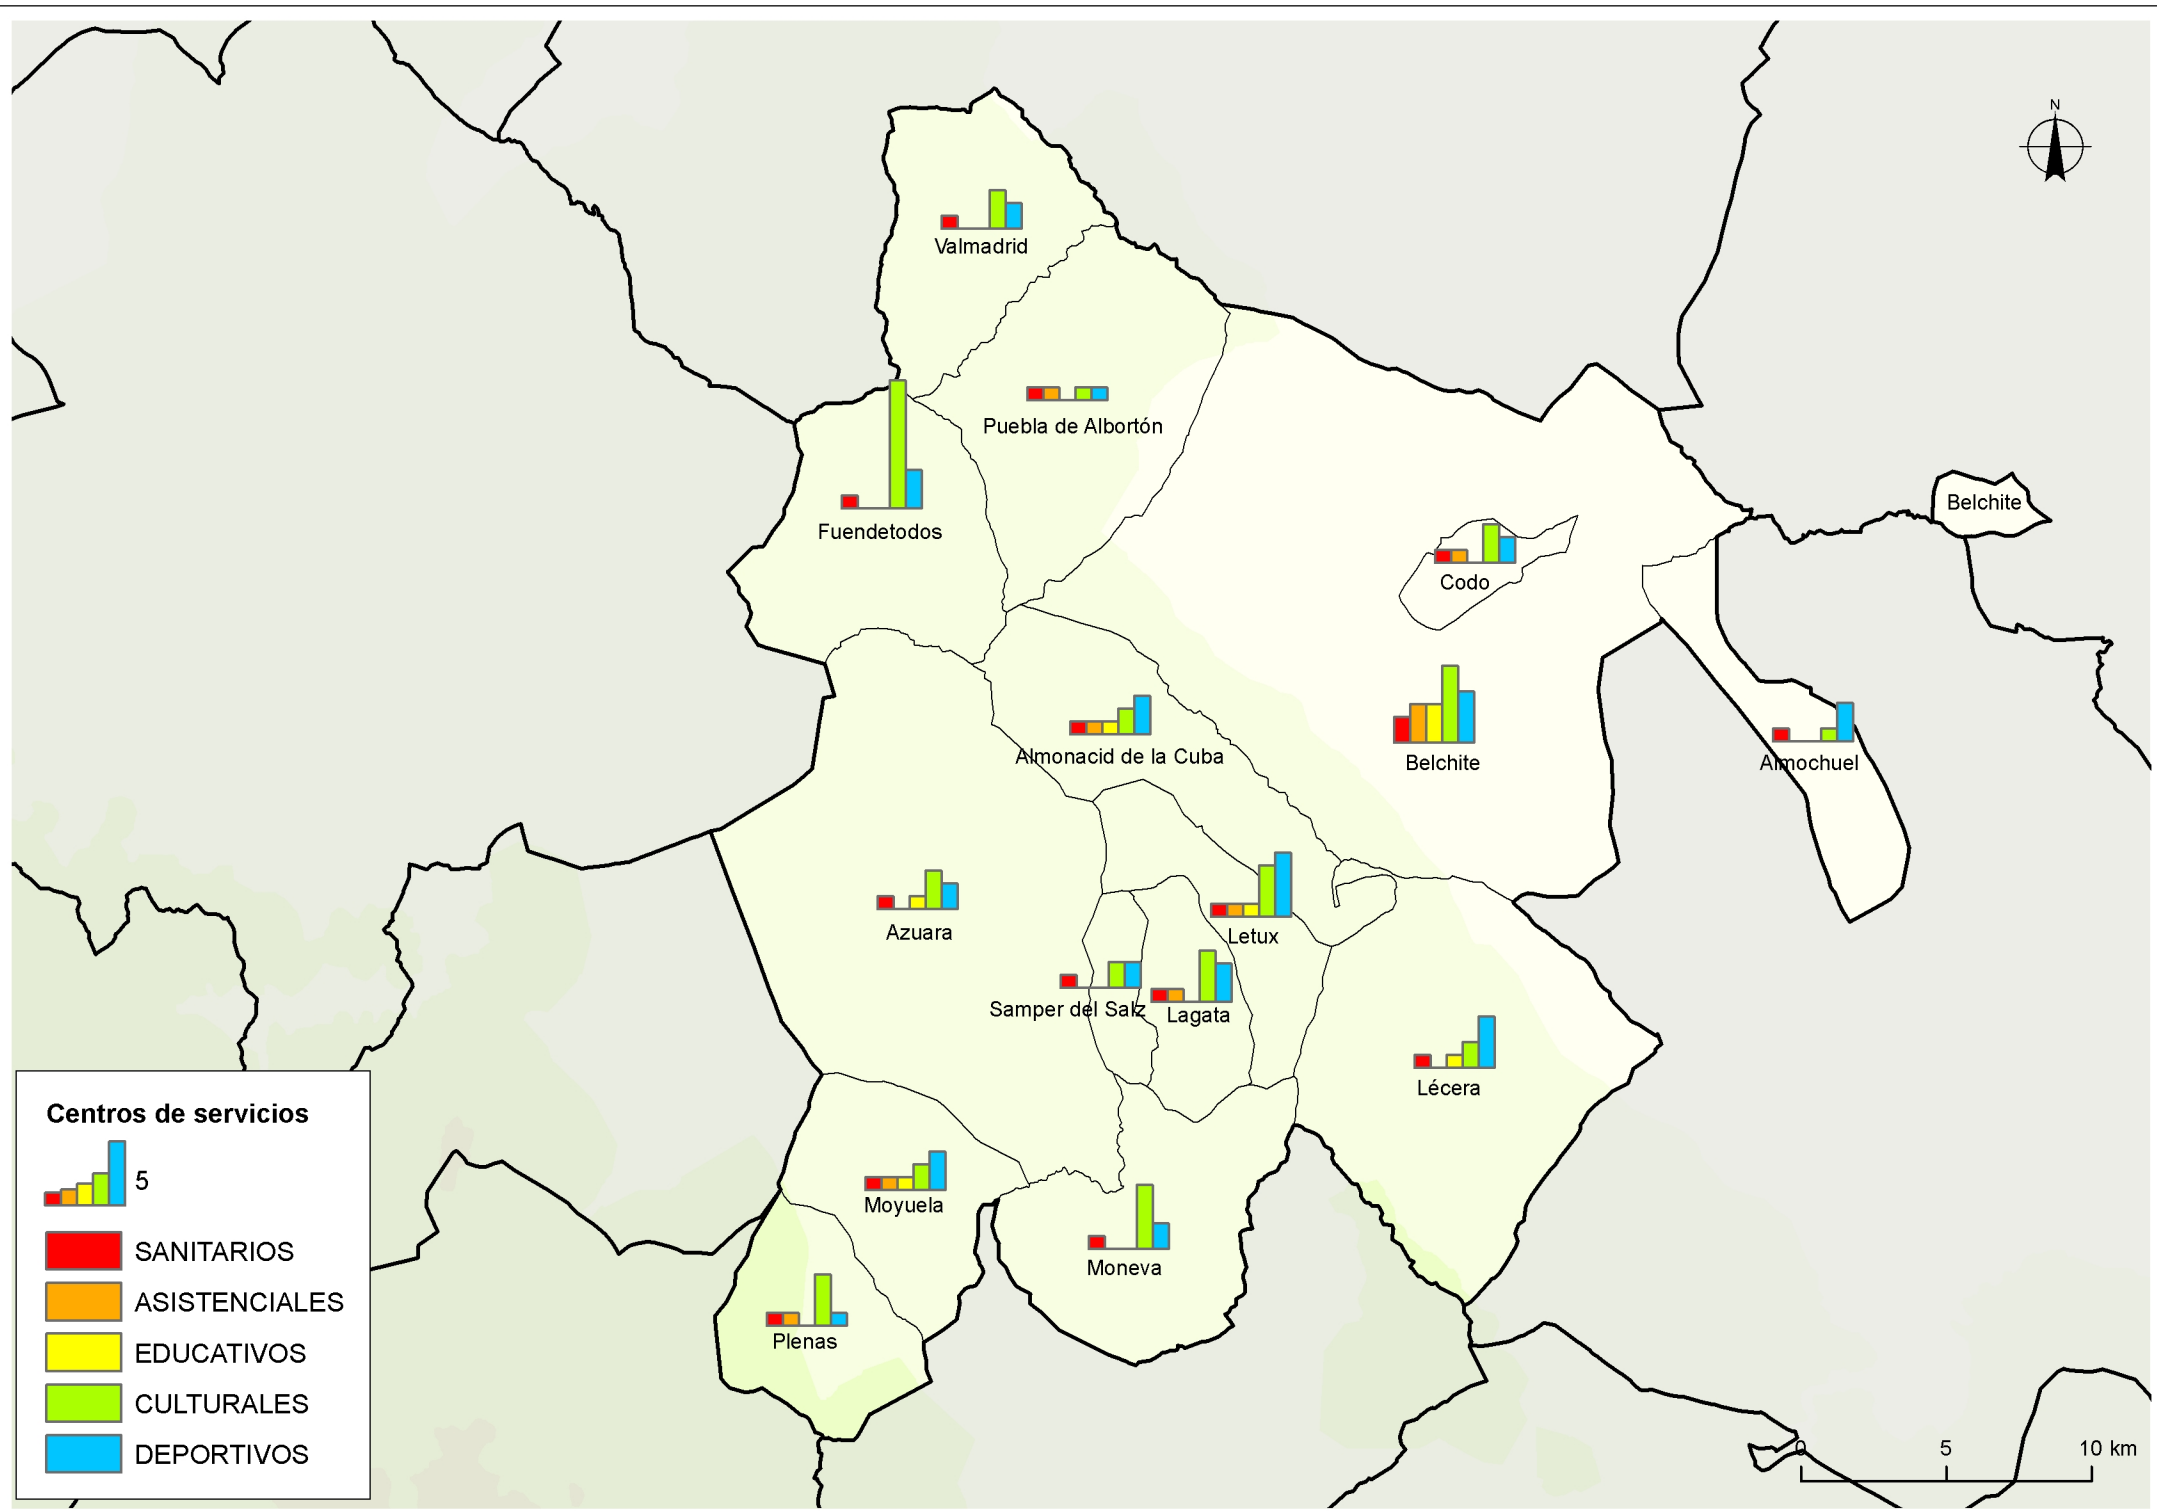 N
Valmadrid
Puebla de Albortón
Fuendetodos
Belchite
Codo
Almonacid de la Cuba
Belchite
Almochuel
Azuara
Letux
Samper del Salz
Lagata
Lécera
Moyuela
Moneva
Plenas
Centros de servicios
5
SANITARIOS
ASISTENCIALES
EDUCATIVOS
CULTURALES
DEPORTIVOS
0 5 10 km